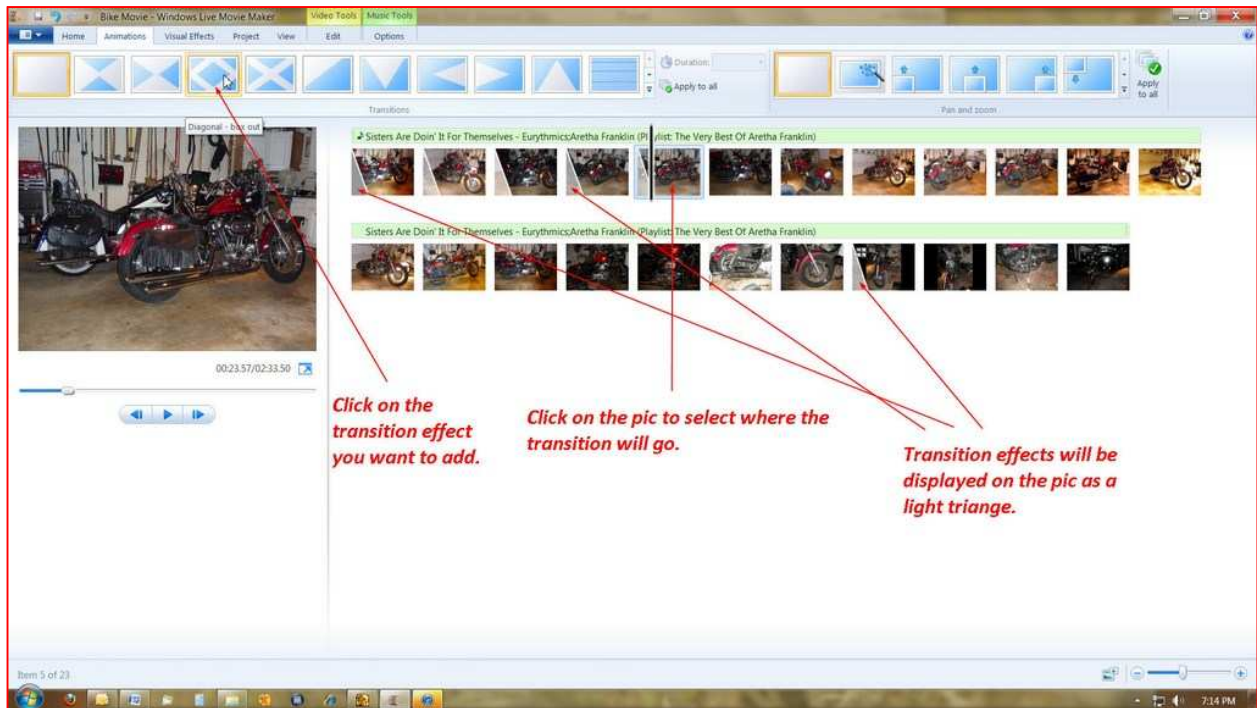 Bike Movie - Windows Live Movie Maker
Video Tools
Music Tools
Home
Animations
Visual Effects
Project
View
Edit
Options
Duration:
Apply to all
Transitions
Apply
to all
Pan and zoom
Diagonal - box out
Sisters Are Doin' It For Themselves - Eurythmics;Aretha Franklin (Playlist: The Very Best Of Aretha Franklin)
Sisters Are Doin' It For Themselves - Eurythmics;Aretha Franklin (Playlist: The Very Best Of Aretha Franklin)
00:23.57/02:33.50
Click on the
transition effect
you want to add.
Click on the pic to select where the
transition will go.
Transition effects will be
displayed on the pic as a
light triange.
Item 5 of 23
7:14 PM